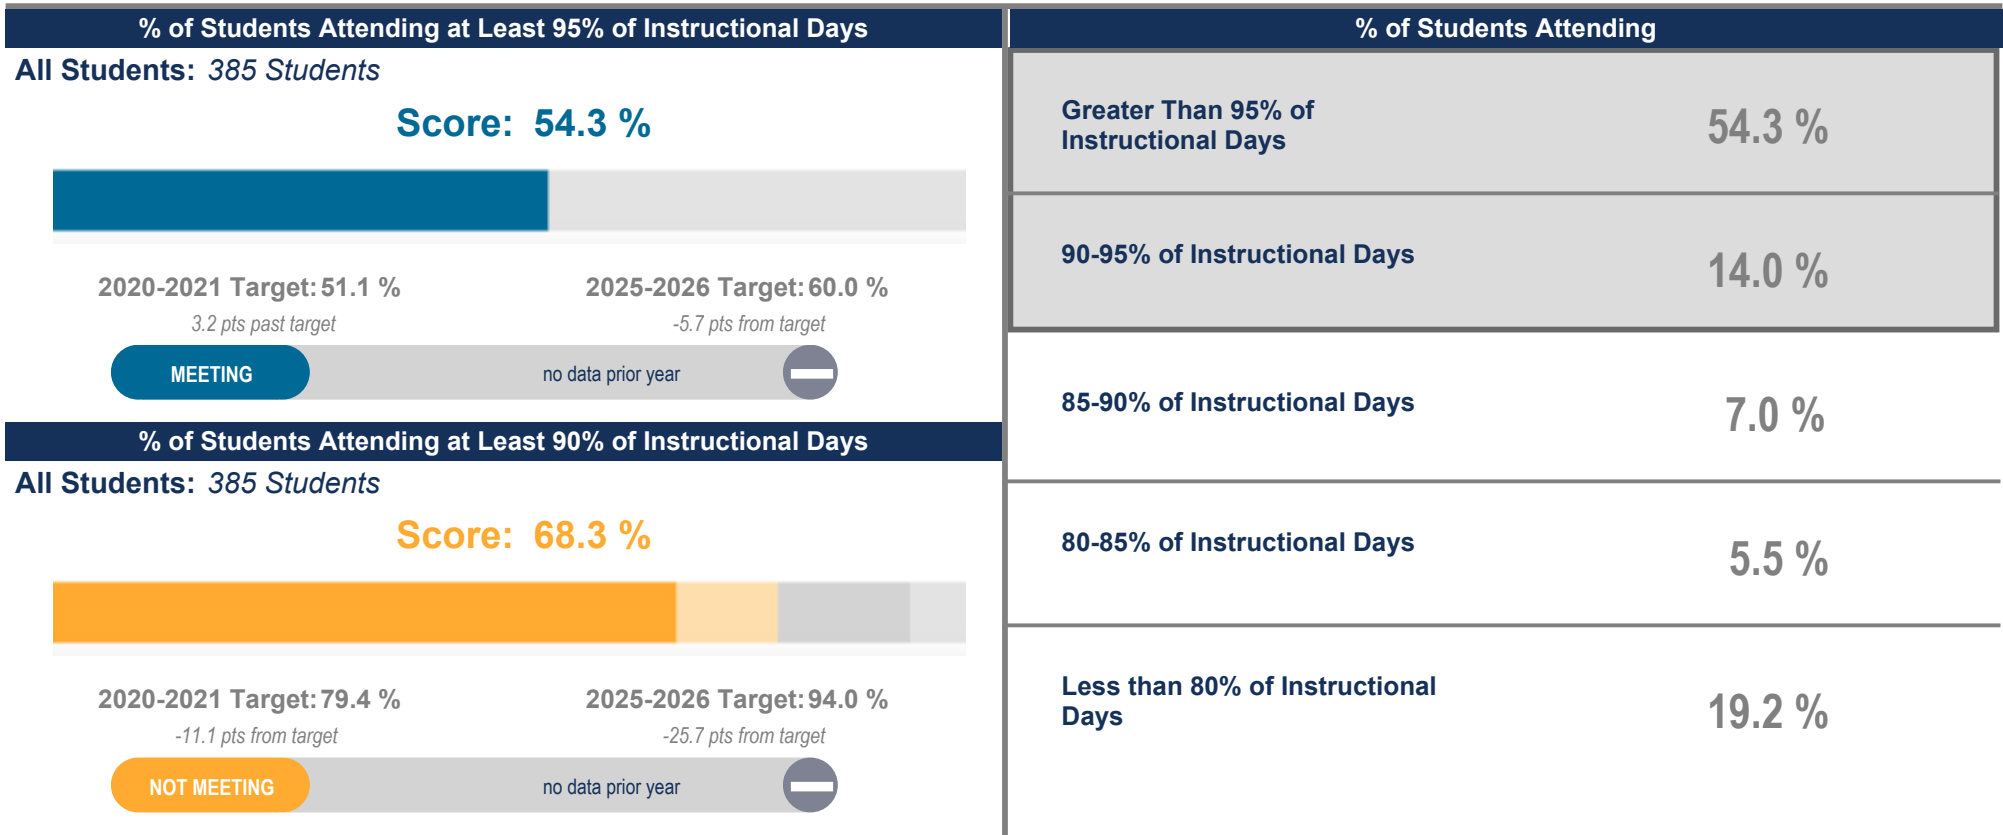 % of Students Attending at Least 95% of Instructional Days
All Students: 385 Students
Score: 54.3 %
2020-2021 Target: 51.1 %
3.2 pts past target
2025-2026 Target: 60.0 %
-5.7 pts from target
MEETING
no data prior year
% of Students Attending at Least 90% of Instructional Days
All Students: 385 Students
Score: 68.3 %
2020-2021 Target: 79.4 %
-11.1 pts from target
2025-2026 Target: 94.0 %
-25.7 pts from target
NOT MEETING
no data prior year
% of Students Attending
Greater Than 95% of
Instructional Days
54.3 %
90-95% of Instructional Days
14.0 %
85-90% of Instructional Days
7.0 %
80-85% of Instructional Days
5.5 %
Less than 80% of Instructional
Days
19.2 %